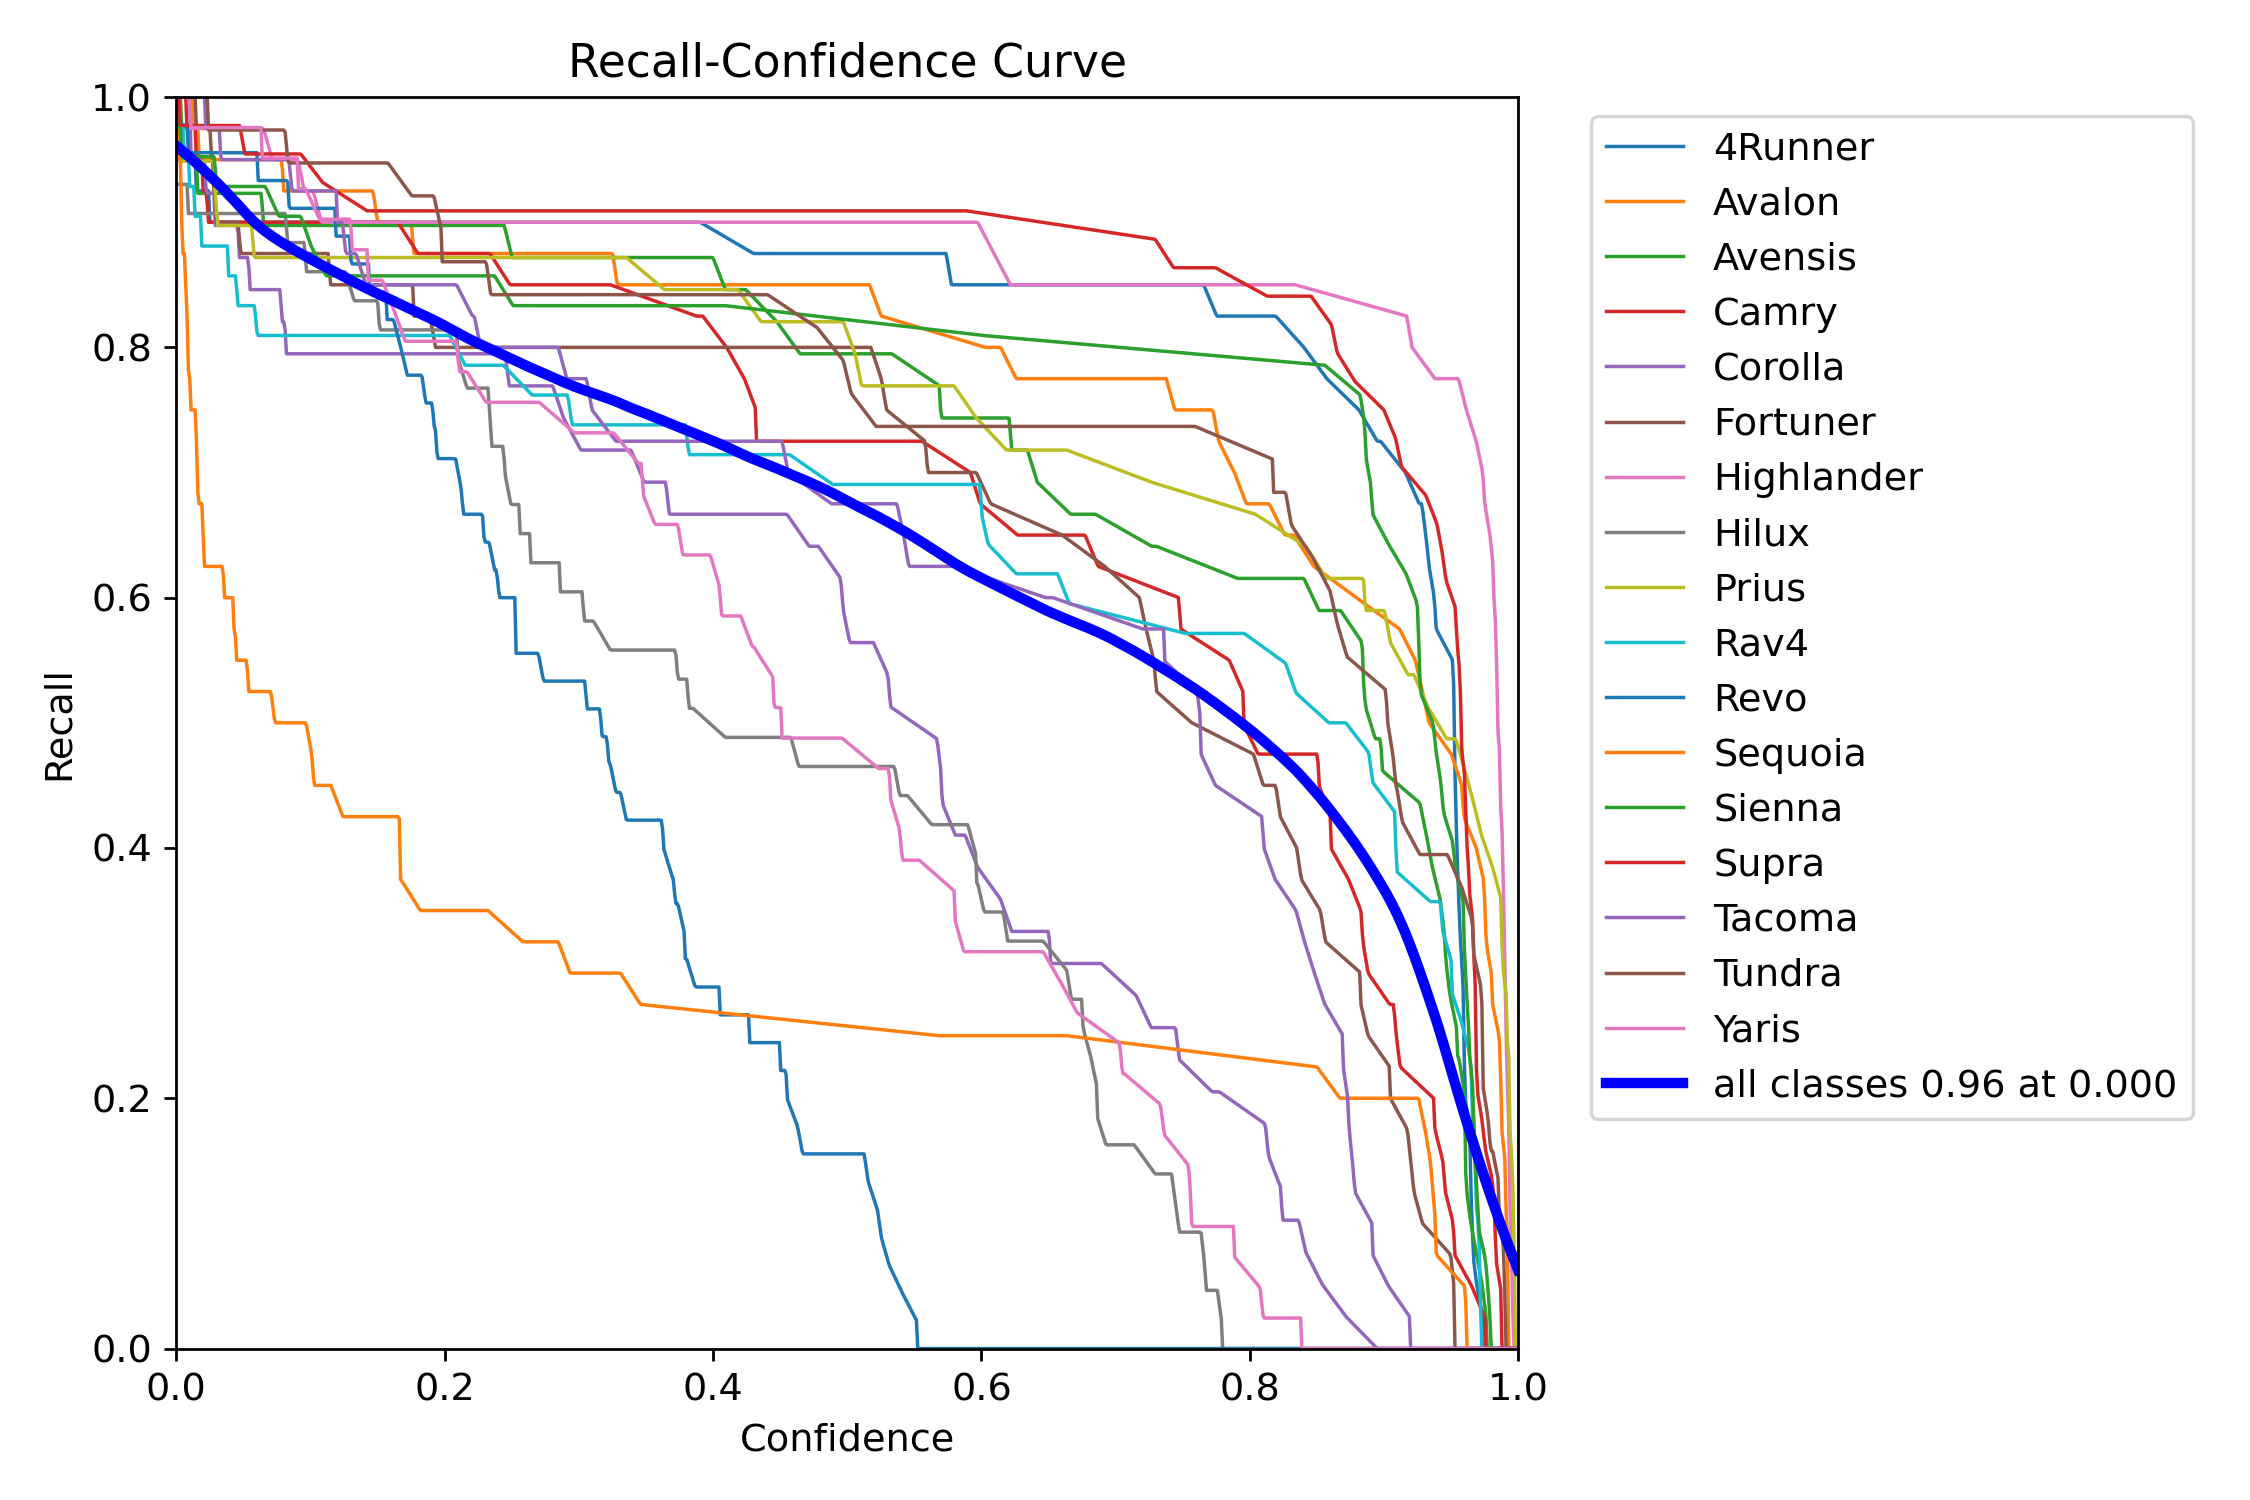 Recall-Confidence Curve
1.0
0.8
0.6
0.4
0.2
0.0
Recall
0.0 0.2 0.4 0.6 0.8 1.0
Confidence
4Runner
Avalon
Avensis
Camry
Corolla
Fortuner
Highlander
Hilux
Prius
Rav4
Revo
Sequoia
Sienna
Supra
Tacoma
Tundra
Yaris
all classes 0.96 at 0.000